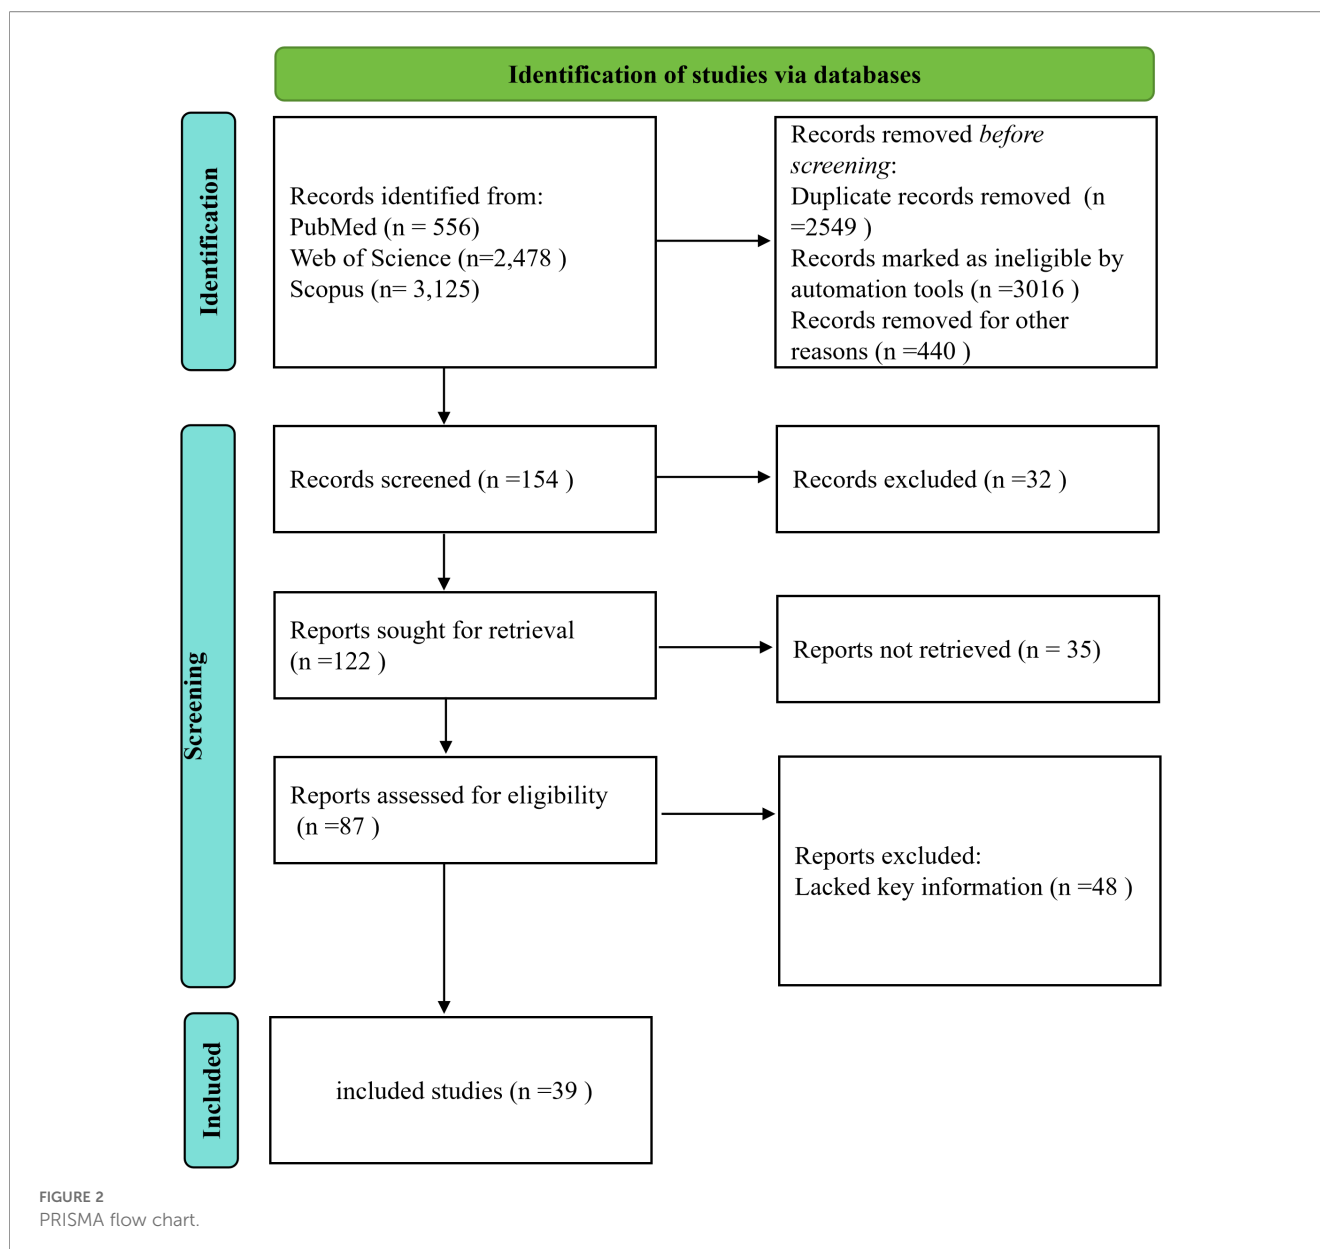 Identification of studies via databases
Identification
Records identified from:
PubMed (n = 556)
Web of Science (n=2,478 )
Scopus (n= 3,125)
Records removed before
screening:
Duplicate records removed  (n
=2549 )
Records marked as ineligible by
automation tools (n =3016 )
Records removed for other
reasons (n =440 )
Screening
Records screened (n =154 )
Records excluded (n =32 )
Reports sought for retrieval
(n =122 )
Reports not retrieved (n = 35)
Reports assessed for eligibility
(n =87 )
Reports excluded:
Lacked key information (n =48 )
Included
included studies (n =39 )
FIGURE 2
PRISMA flow chart.